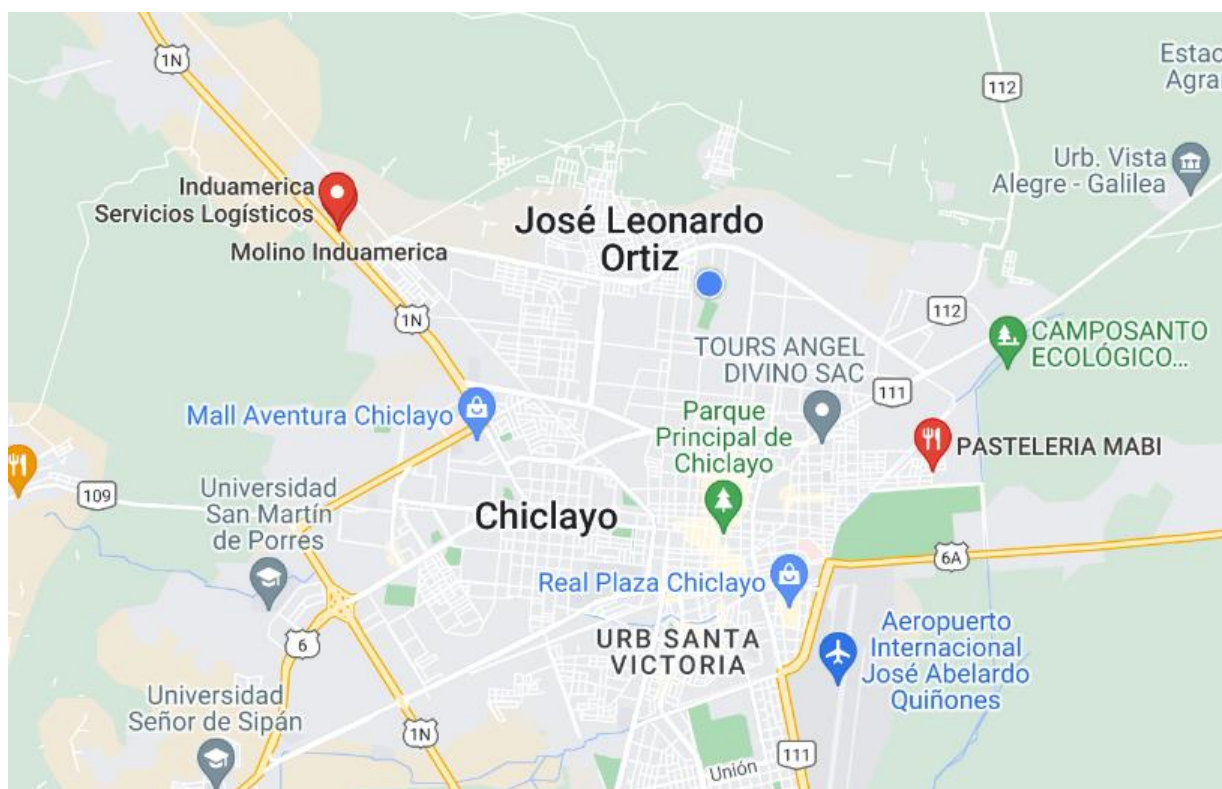 1N
112
Estac
Agrar
Urb. Vista
Alegre - Galilea
Induamerica
Servicios Logísticos
Molino Induamerica
José Leonardo
Ortiz
1N
112
TOURS ANGEL
DIVINO SAC
CAMPOSANTO
ECOLÓGICO...
111
Mall Aventura Chiclayo
Parque
Principal de
Chiclayo
PASTELERIA MABI
109
Universidad
San Martín
de Porres
Chiclayo
6A
Real Plaza Chiclayo
6
URB SANTA
VICTORIA
Aeropuerto
Internacional
José Abelardo
Quiñones
Universidad
Señor de Sipán
1N
111
Unión